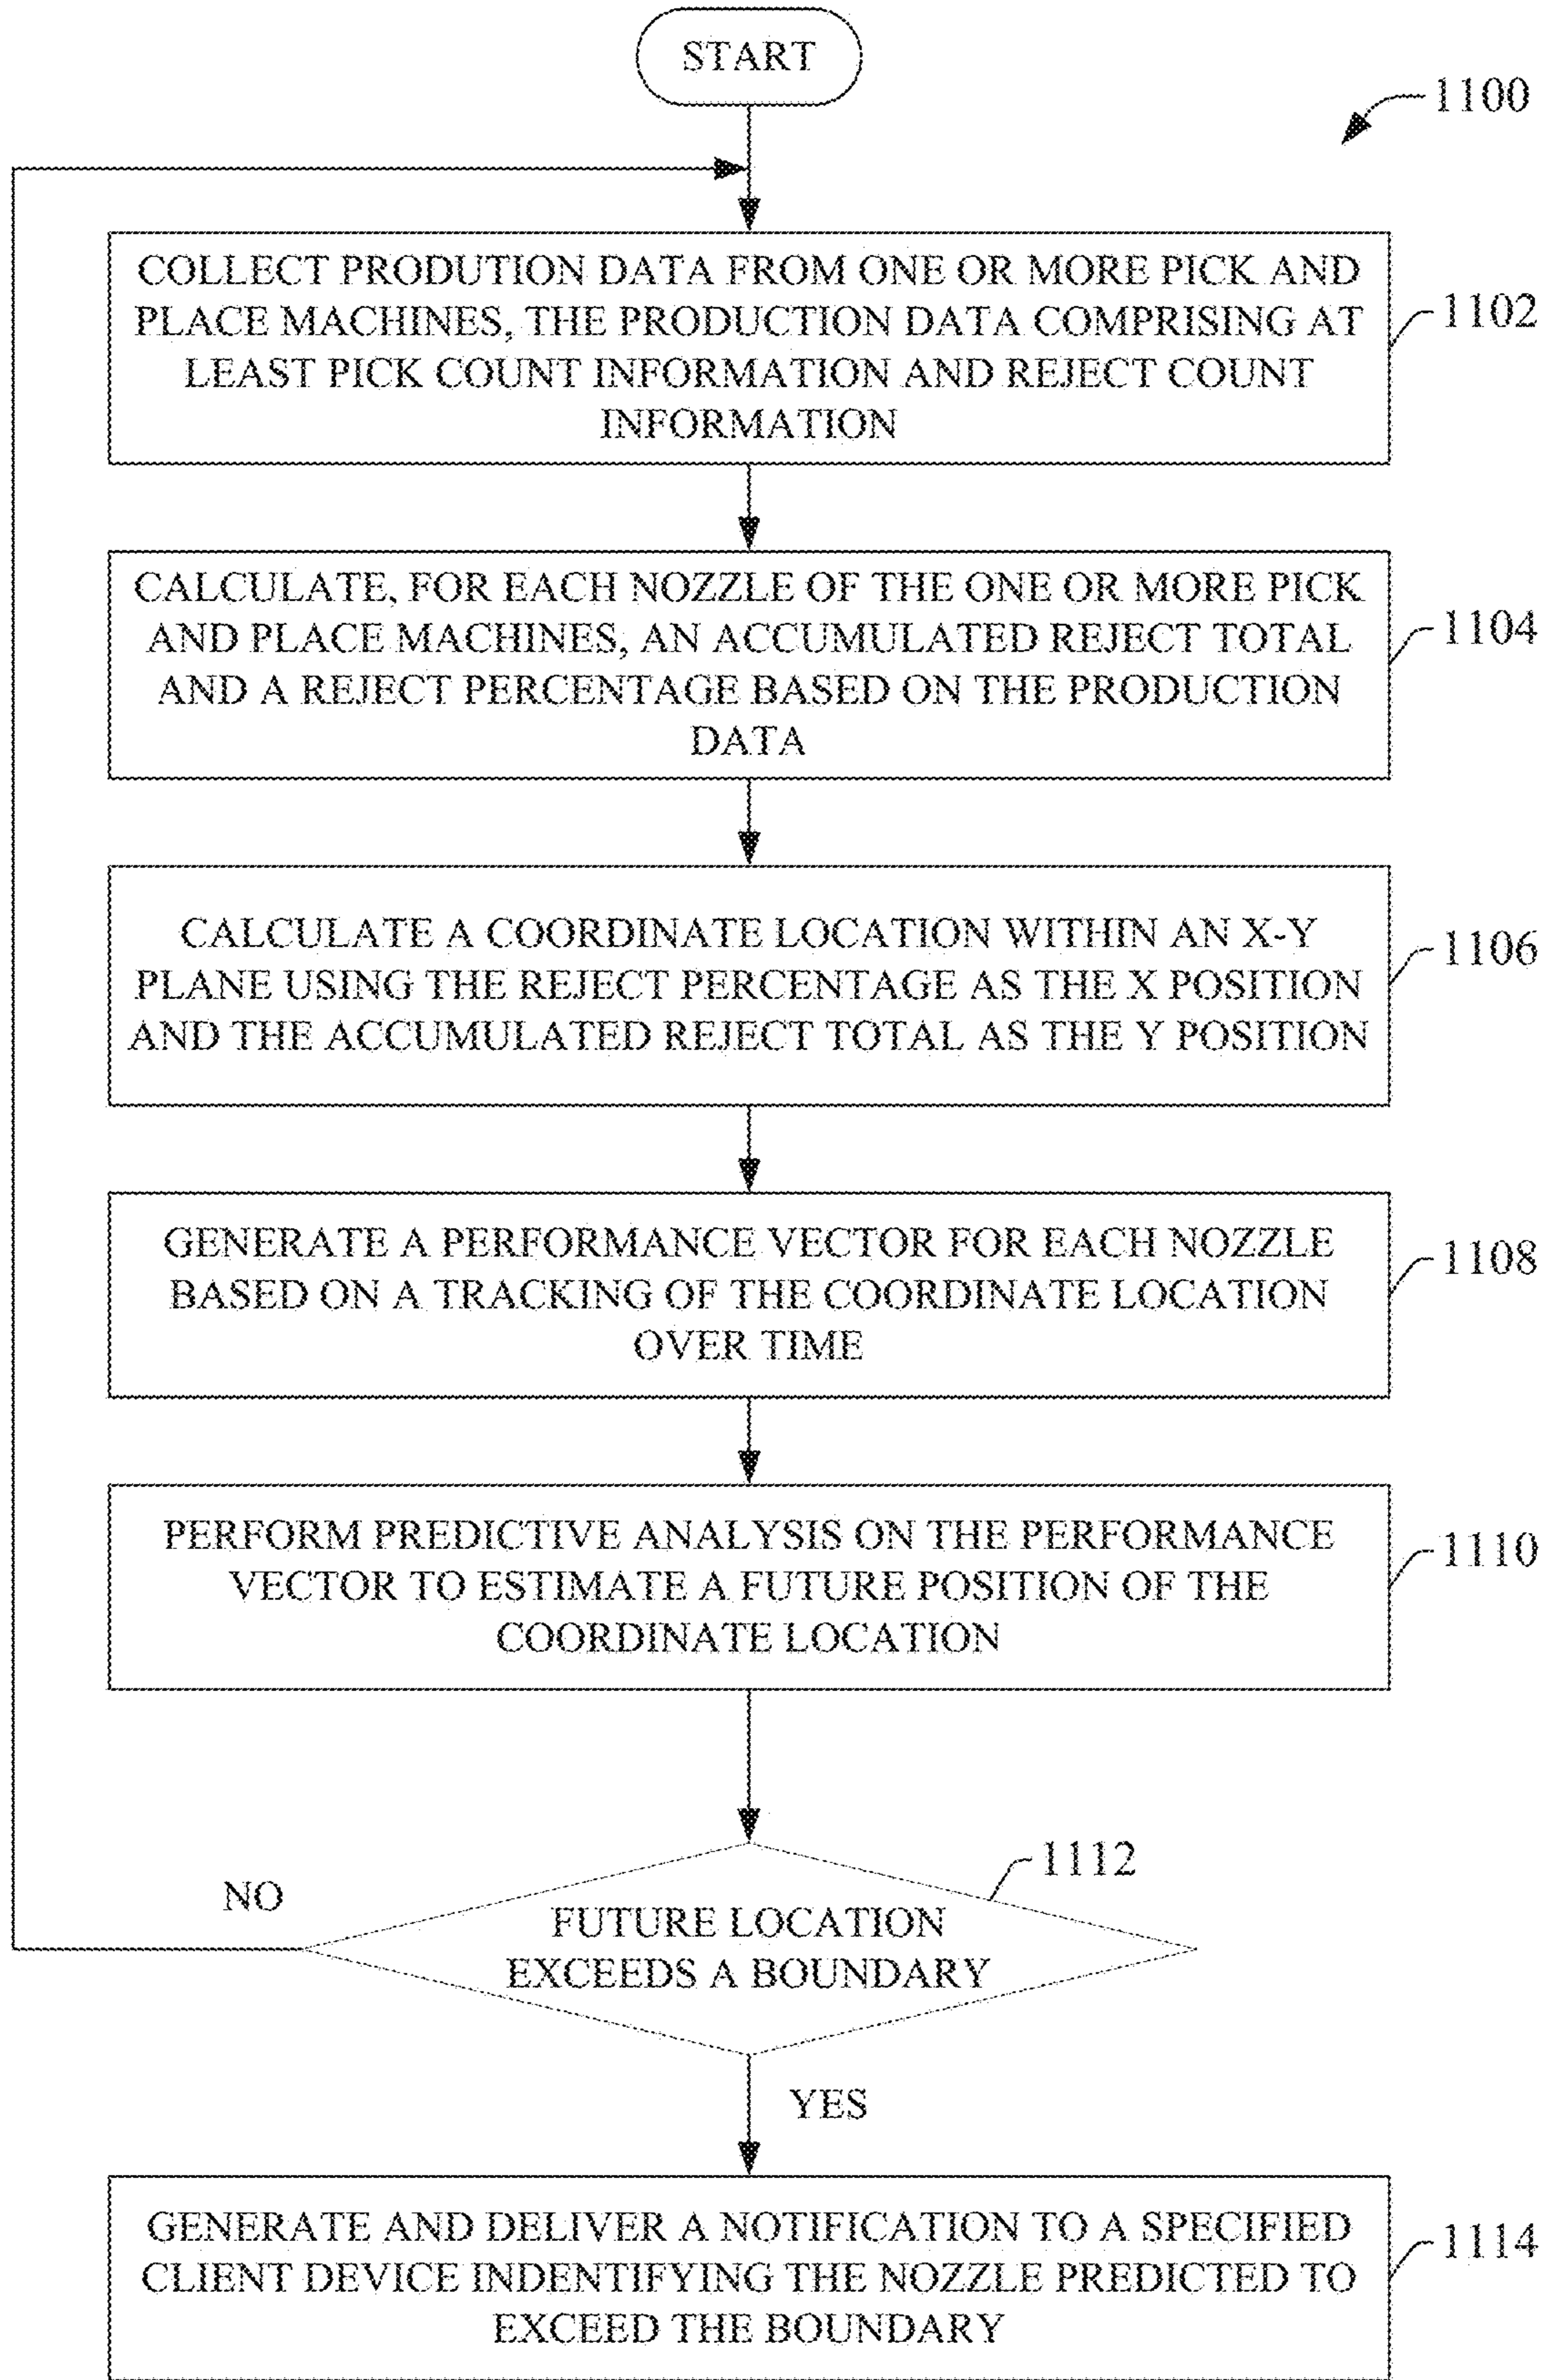 START
1100
COLLECT PRODUTION DATA FROM ONE OR MORE PICK AND
PLACE MACHINES, THE PRODUCTION DATA COMPRISING AT
LEAST PICK COUNT INFORMATION AND REJECT COUNT
INFORMATION
1102
CALCULATE, FOR EACH NOZZLE OF THE ONE OR MORE PICK
AND PLACE MACHINES, AN ACCUMULATED REJECT TOTAL
AND A REJECT PERCENTAGE BASED ON THE PRODUCTION
DATA
1104
CALCULATE A COORDINATE LOCATION WITHIN AN X-Y
PLANE USING THE REJECT PERCENTAGE AS THE X POSITION
AND THE ACCUMULATED REJECT TOTAL AS THE Y POSITION
1106
GENERATE A PERFORMANCE VECTOR FOR EACH NOZZLE
BASED ON A TRACKING OF THE COORDINATE LOCATION
OVER TIME
1108
PERFORM PREDICTIVE ANALYSIS ON THE PERFORMANCE
VECTOR TO ESTIMATE A FUTURE POSITION OF THE
COORDINATE LOCATION
1110
1112
NO
FUTURE LOCATION
EXCEEDS A BOUNDARY
YES
GENERATE AND DELIVER A NOTIFICATION TO A SPECIFIED
CLIENT DEVICE INDENTIFYING THE NOZZLE PREDICTED TO
EXCEED THE BOUNDARY
1114